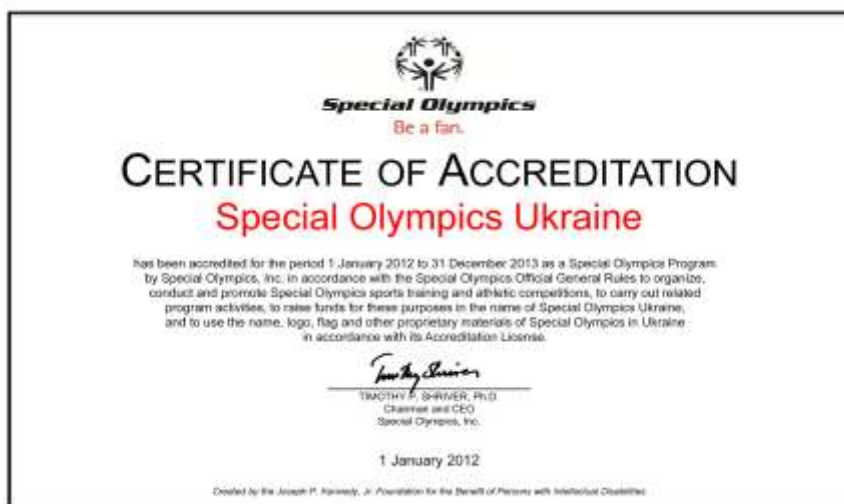 Special Olympics
Be a fan.
CERTIFICATE OF ACCREDITATION
Special Olympics Ukraine
has been accredited for the period 1 January 2012 to 31 December 2013 as a Special Olympics Program
by Special Olympics, Inc. in accordance with the Special Olympics Official General Rules to organize,
conduct and promote Special Olympics sports training and athletic competitions, to carry out related
program activities, to raise funds for these purposes in the name of Special Olympics Ukraine,
and to use the name, logo, flag and other proprietary materials of Special Olympics in Ukraine
in accordance with its Accreditation License.
Timothy Shriver
TIMOTHY P. SHRIVER, Ph.D.
Chairman and CEO
Special Olympics, Inc.
1 January 2012
Created by the Joseph P. Kennedy, Jr. Foundation for the Benefit of Persons with Intellectual Disabilities